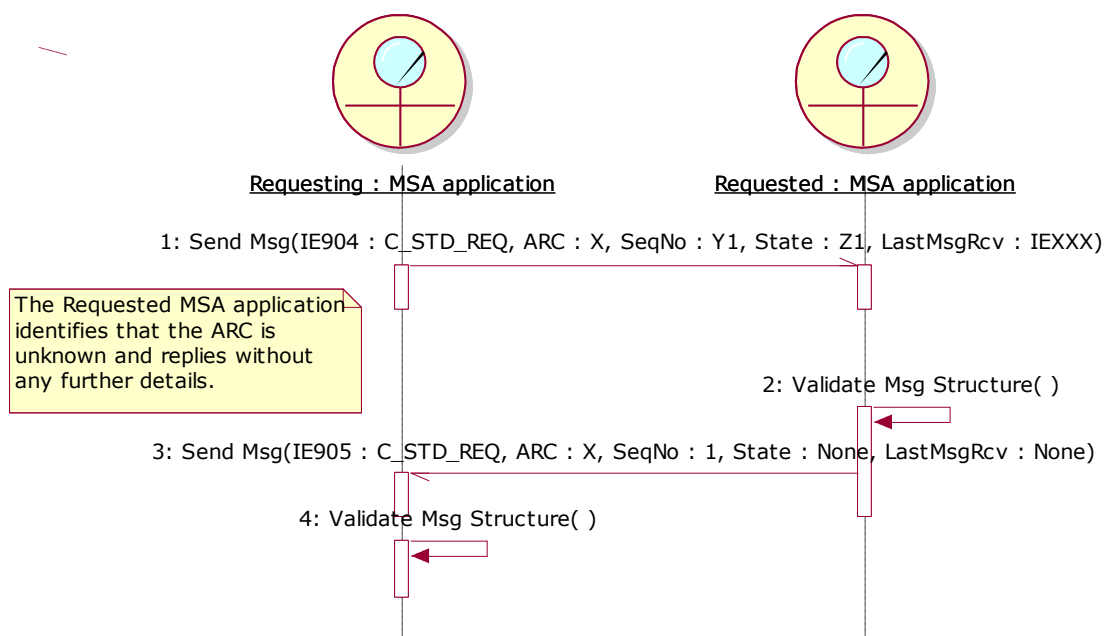 Requesting : MSA application
Requested : MSA application
1: Send Msg(IE904 : C_STD_REQ, ARC : X, SeqNo : Y1, State : Z1, LastMsgRcv : IEXXX)
The Requested MSA application
identifies that the ARC is
unknown and replies without
any further details.
2: Validate Msg Structure( )
3: Send Msg(IE905 : C_STD_REQ, ARC : X, SeqNo : 1, State : None, LastMsgRcv : None)
4: Validate Msg Structure( )